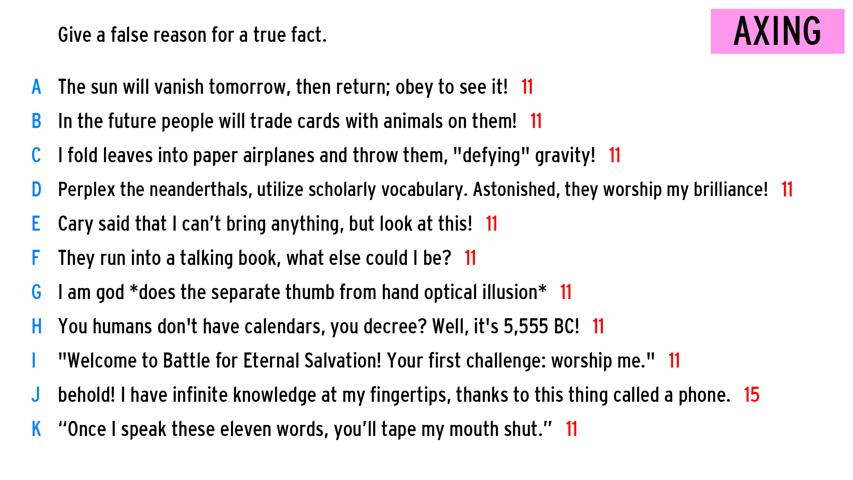 Give a false reason for a true fact.
AXING
A The sun will vanish tomorrow, then return; obey to see it! 11
B In the future people will trade cards with animals on them! 11
C I fold leaves into paper airplanes and throw them, "defying" gravity! 11
D Perplex the neanderthals, utilize scholarly vocabulary. Astonished, they worship my brilliance! 11
E Cary said that I can’t bring anything, but look at this! 11
F They run into a talking book, what else could I be? 11
G I am god *does the separate thumb from hand optical illusion* 11
H You humans don't have calendars, you decree? Well, it's 5,555 BC! 11
I "Welcome to Battle for Eternal Salvation! Your first challenge: worship me." 11
J behold! I have infinite knowledge at my fingertips, thanks to this thing called a phone. 15
K “Once I speak these eleven words, you’ll tape my mouth shut.” 11